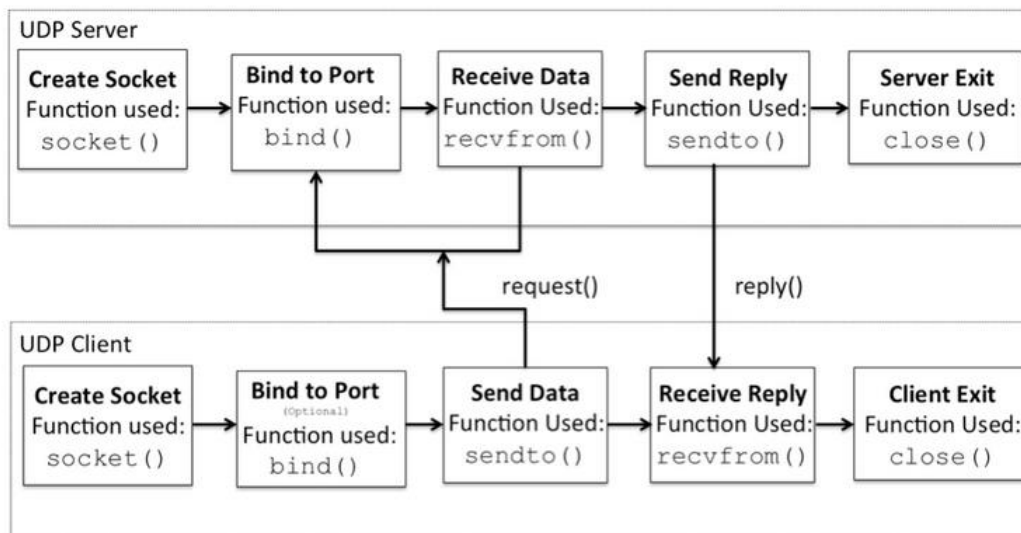 UDP Server
Create Socket
Function used:
socket()
Bind to Port
Function used:
bind()
Receive Data
Function Used:
recvfrom()
Send Reply
Function Used:
sendto()
Server Exit
Function Used:
close()
request()
reply()
UDP Client
Create Socket
Function used:
socket()
Bind to Port
(Optional)
Function used:
bind()
Send Data
Function Used:
sendto()
Receive Reply
Function Used:
recvfrom()
Client Exit
Function Used:
close()